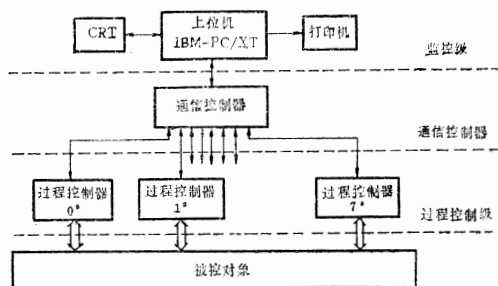 CRT
上位机
IBM-PC/XT
打印机
监控级
通信控制器
通信控制器
过程控制器
0#
过程控制器
1#
过程控制器
7#
过程控制级
被控对象